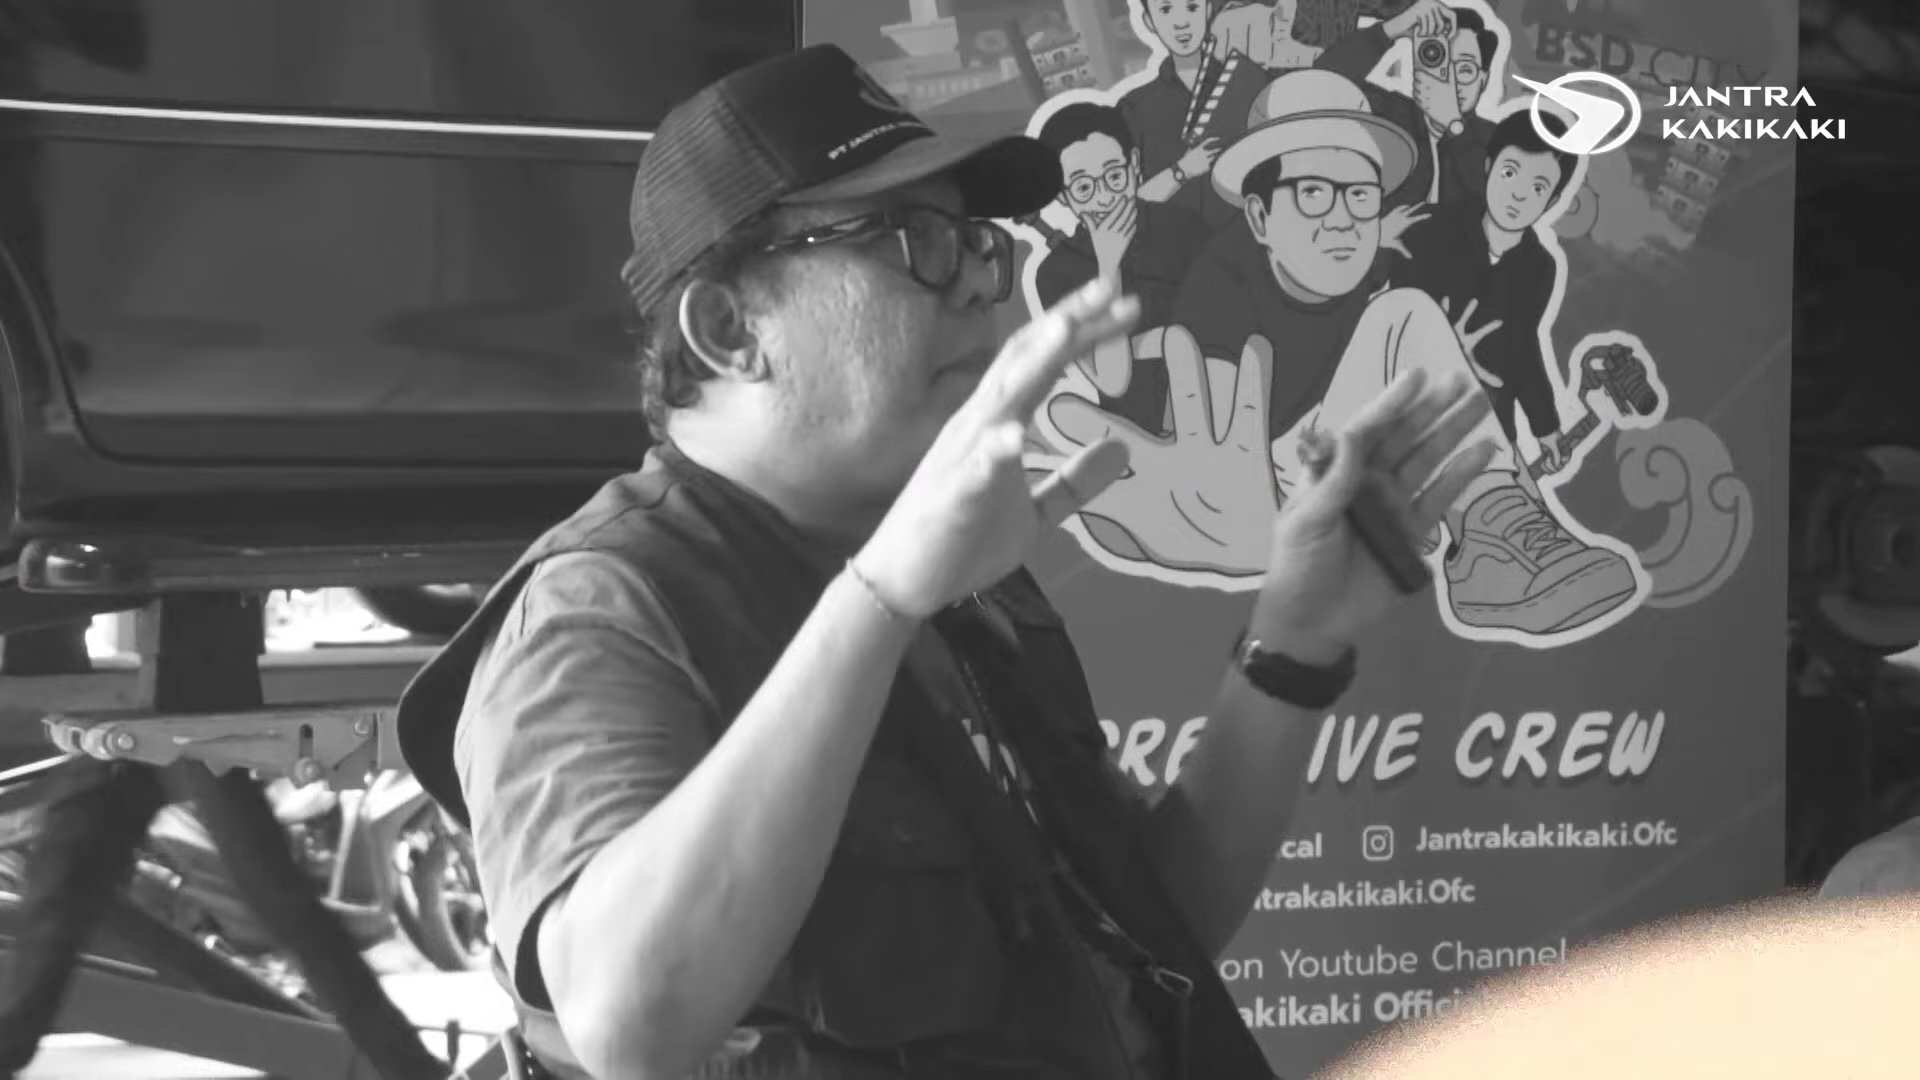 BSD CITY
JANTRA
KAKIKAKI
PT JANTRA
CRE IVE CREW
cal Jantrakakikaki.Ofc
ntrakakikaki.Ofc
on Youtube Channel
akikaki Offici